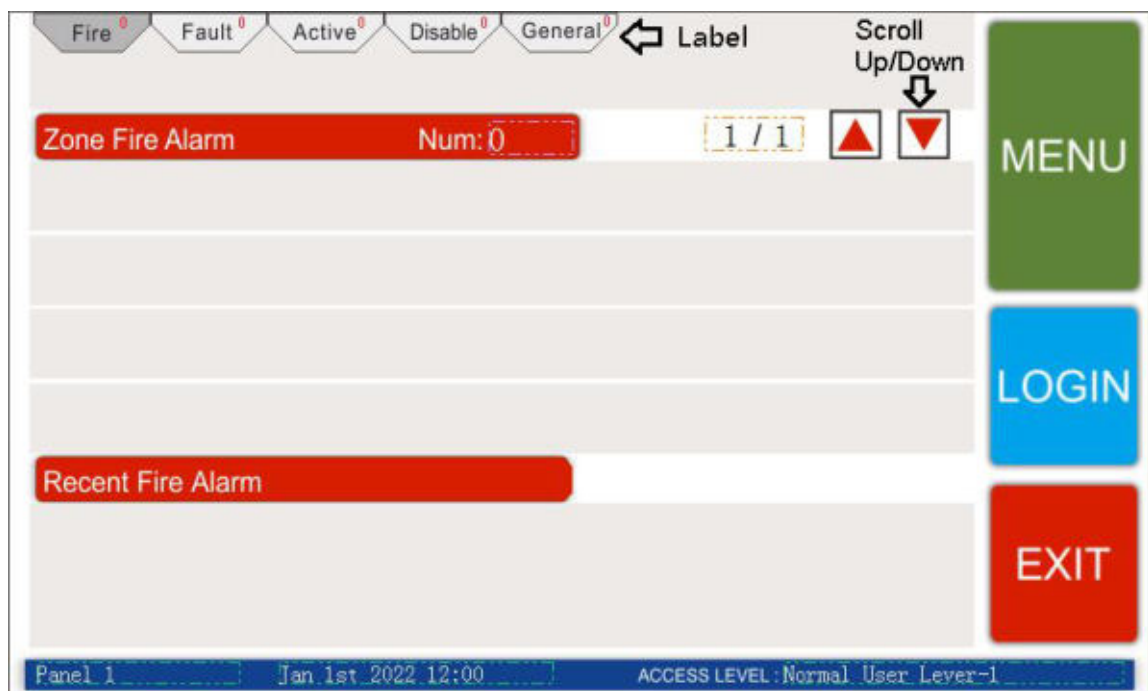 Fire 0 Fault 0 Active 0 Disable 0 General 0 Label
Scroll
Up/Down
Zone Fire Alarm Num: 0 1 / 1
MENU
LOGIN
Recent Fire Alarm
EXIT
Panel 1 Jan 1st 2022 12:00 ACCESS LEVEL : Normal User Lever-1